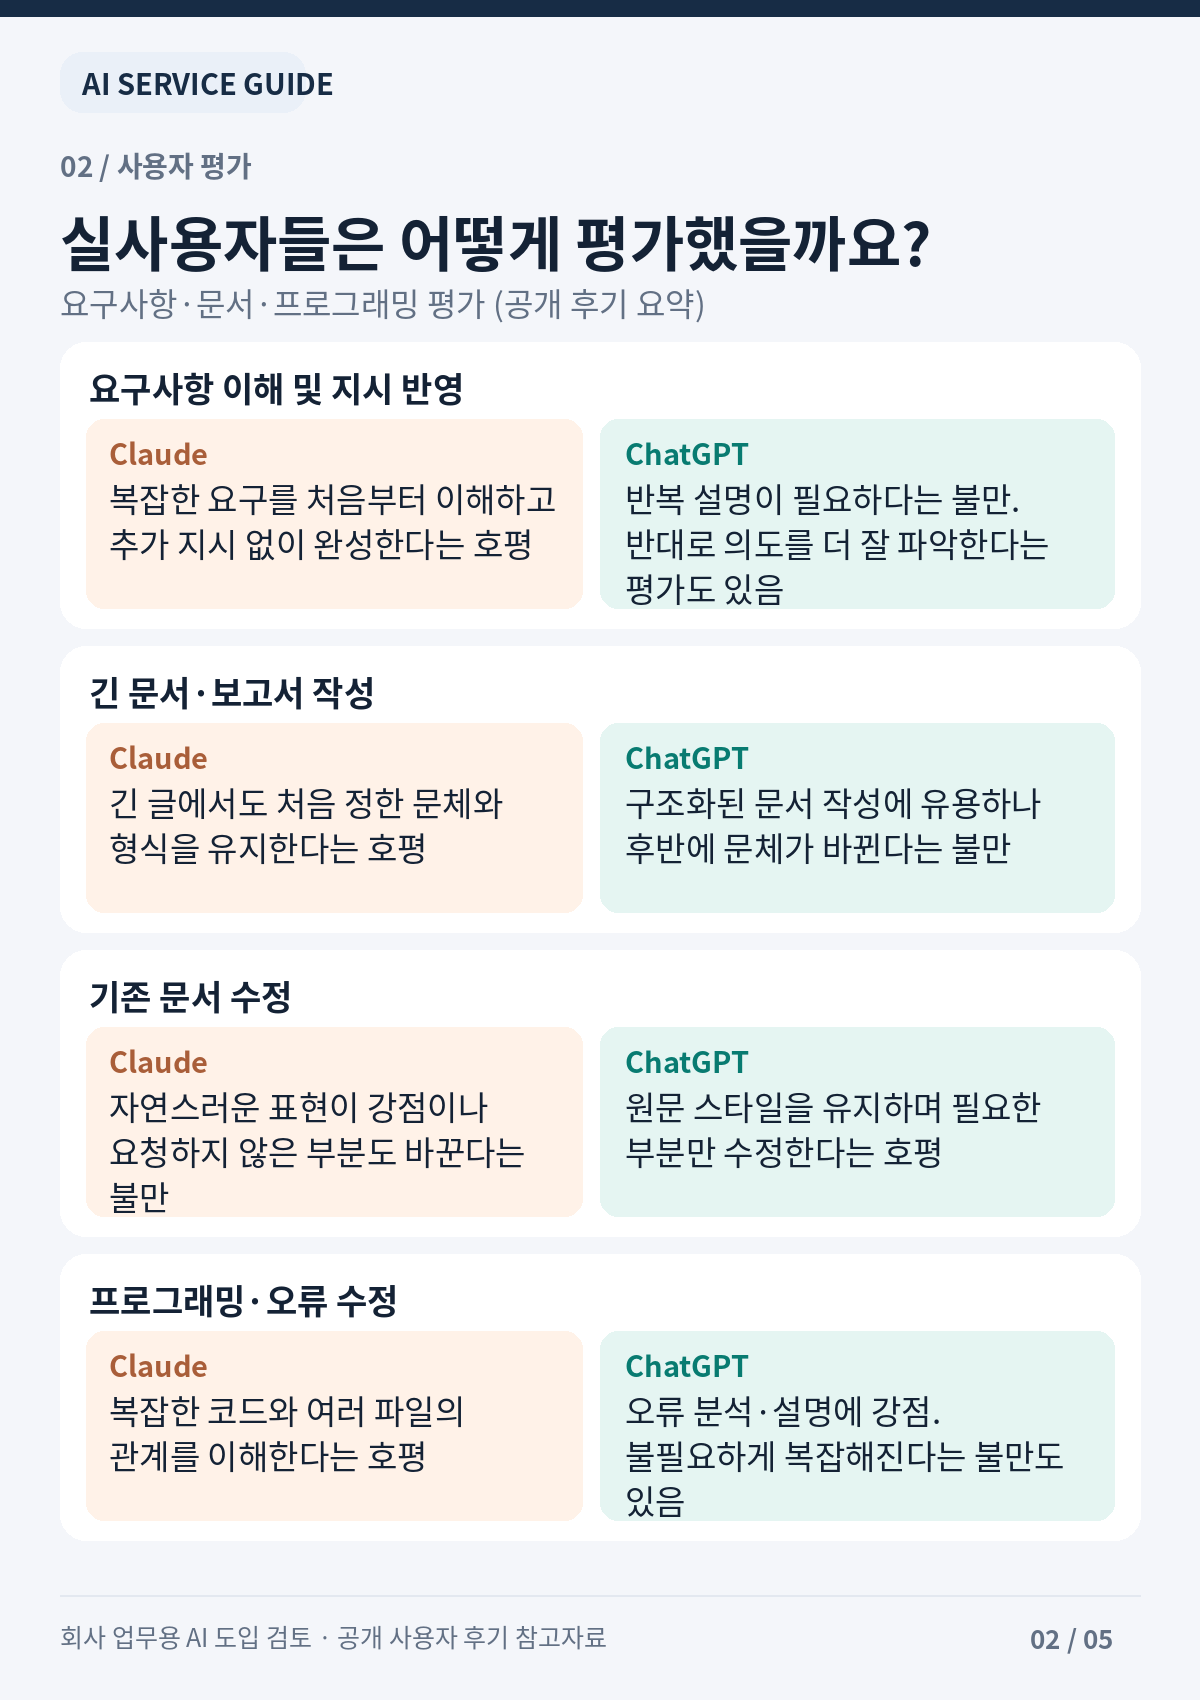 AI SERVICE GUIDE
02 / 사용자 평가
실사용자들은 어떻게 평가했을까요?
요구사항·문서·프로그래밍 평가 (공개 후기 요약)
요구사항 이해 및 지시 반영
Claude
복잡한 요구를 처음부터 이해하고
추가 지시 없이 완성한다는 호평
ChatGPT
반복 설명이 필요하다는 불만.
반대로 의도를 더 잘 파악한다는
평가도 있음
긴 문서·보고서 작성
Claude
긴 글에서도 처음 정한 문체와
형식을 유지한다는 호평
ChatGPT
구조화된 문서 작성에 유용하나
후반에 문체가 바뀐다는 불만
기존 문서 수정
Claude
자연스러운 표현이 강점이나
요청하지 않은 부분도 바꾼다는
불만
ChatGPT
원문 스타일을 유지하며 필요한
부분만 수정한다는 호평
프로그래밍·오류 수정
Claude
복잡한 코드와 여러 파일의
관계를 이해한다는 호평
ChatGPT
오류 분석·설명에 강점.
불필요하게 복잡해진다는 불만도
있음
회사 업무용 AI 도입 검토 · 공개 사용자 후기 참고자료
02 / 05